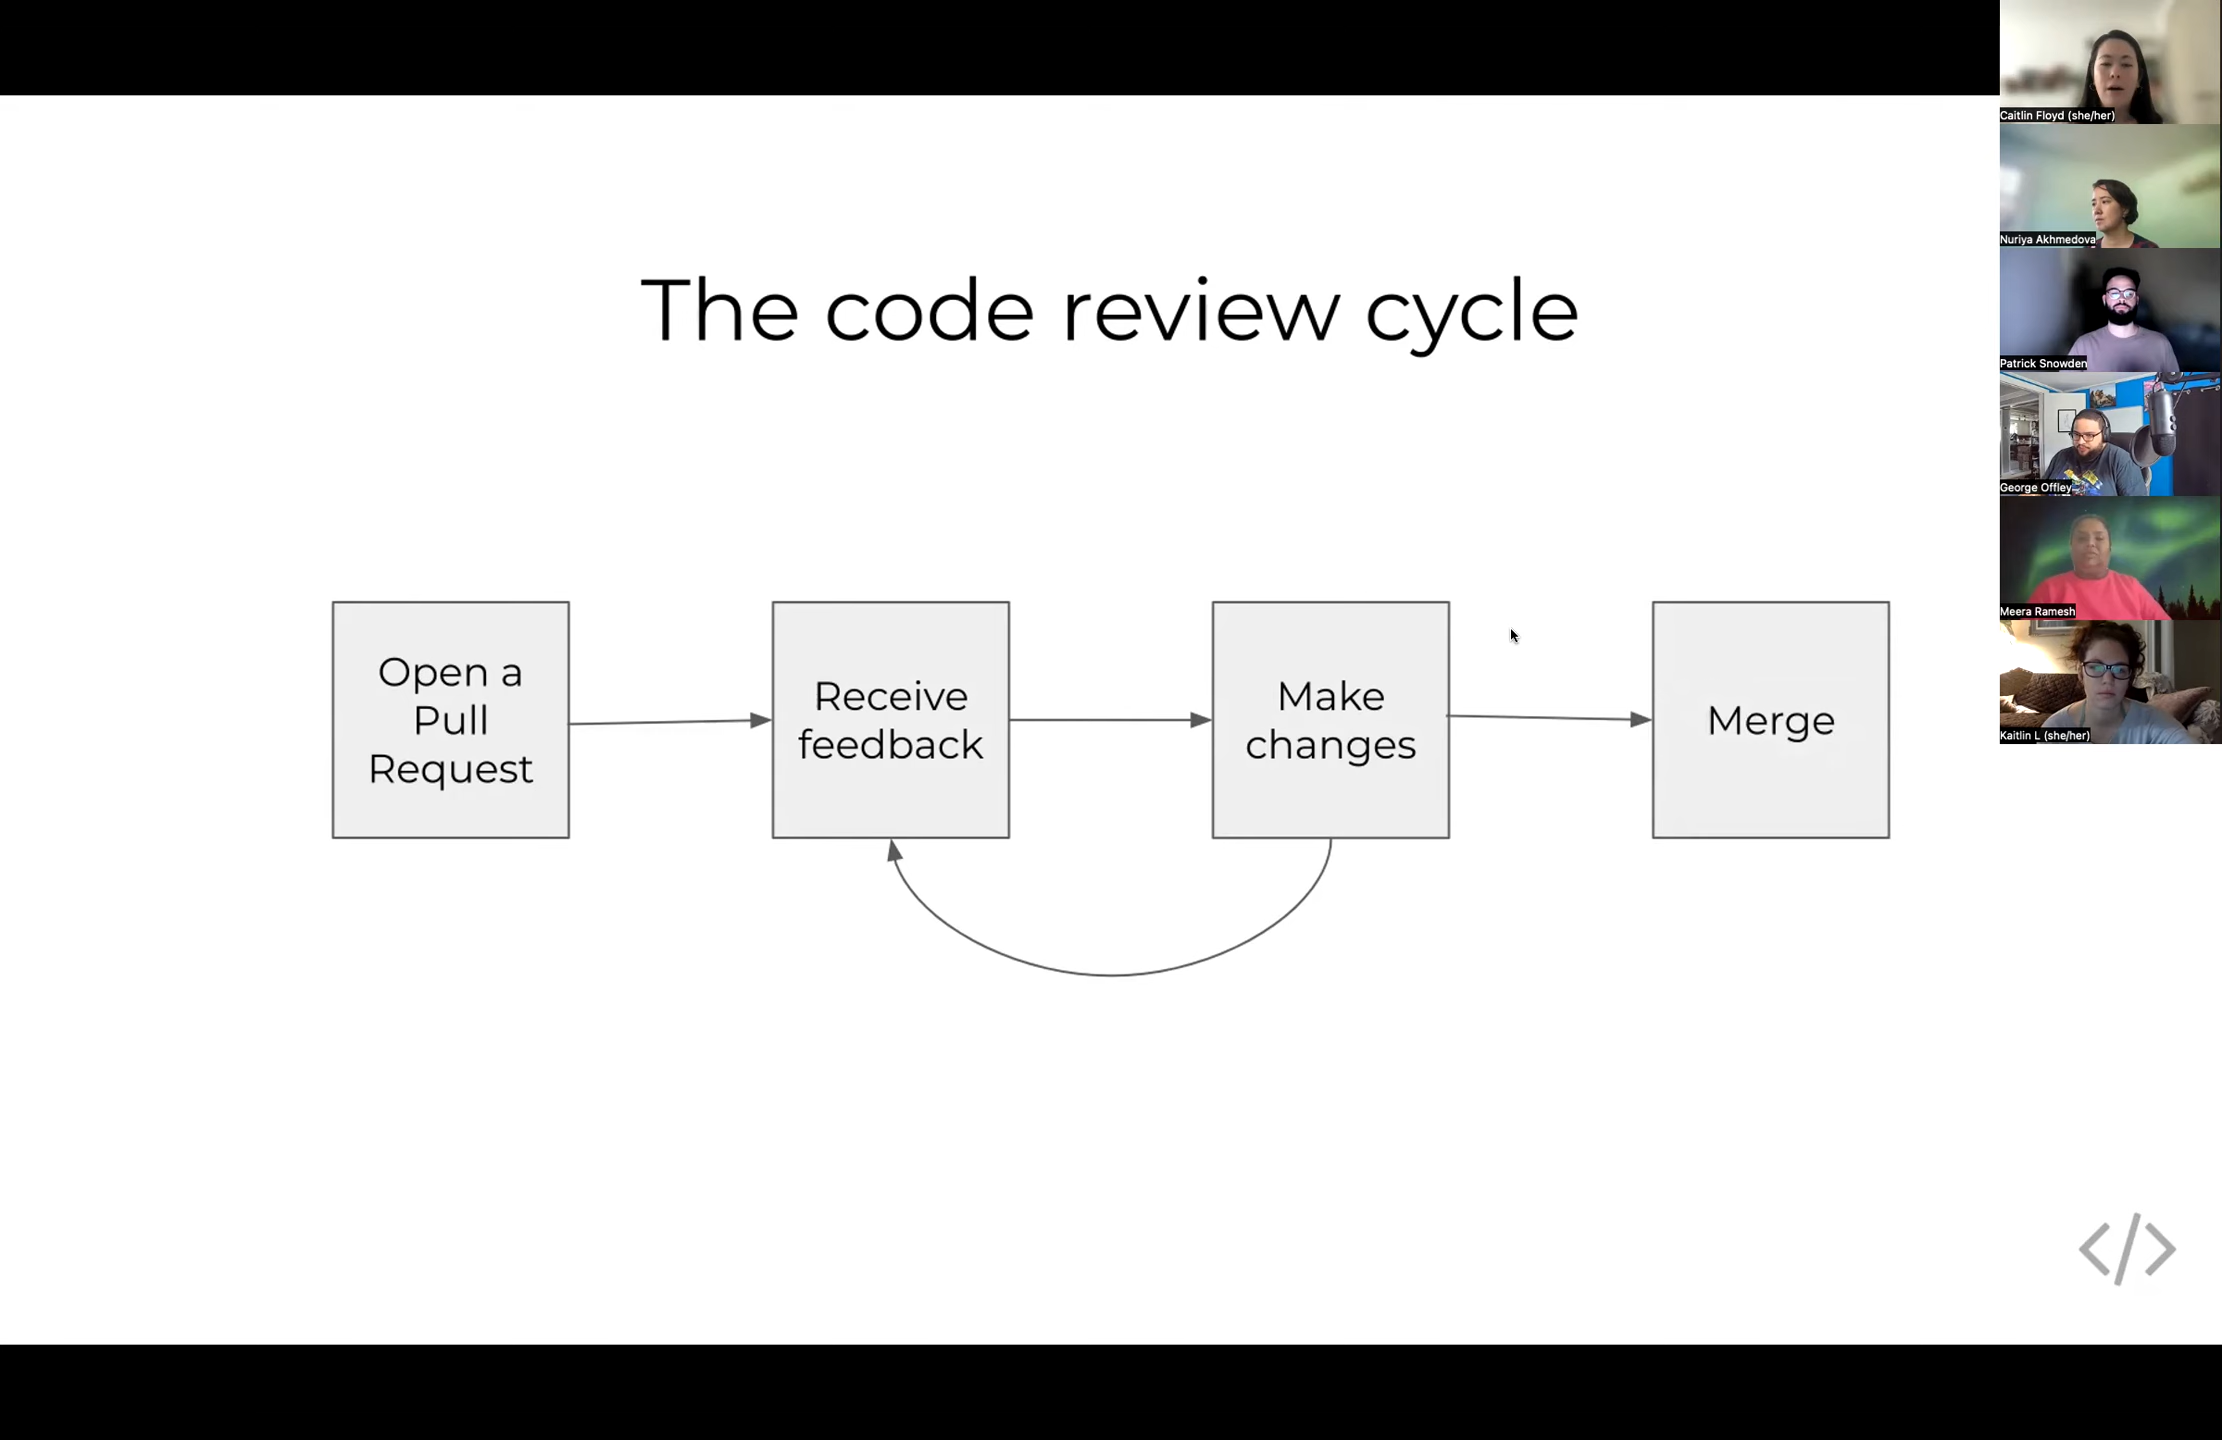 The code review cycle
Open a
Pull
Request
Receive
feedback
Make
changes
Merge
</>
Caitlin Floyd (she/her)
Nuriya Akhmedova
Patrick Snowden
George Offley
Meera Ramesh
Kaitlin L (she/her)